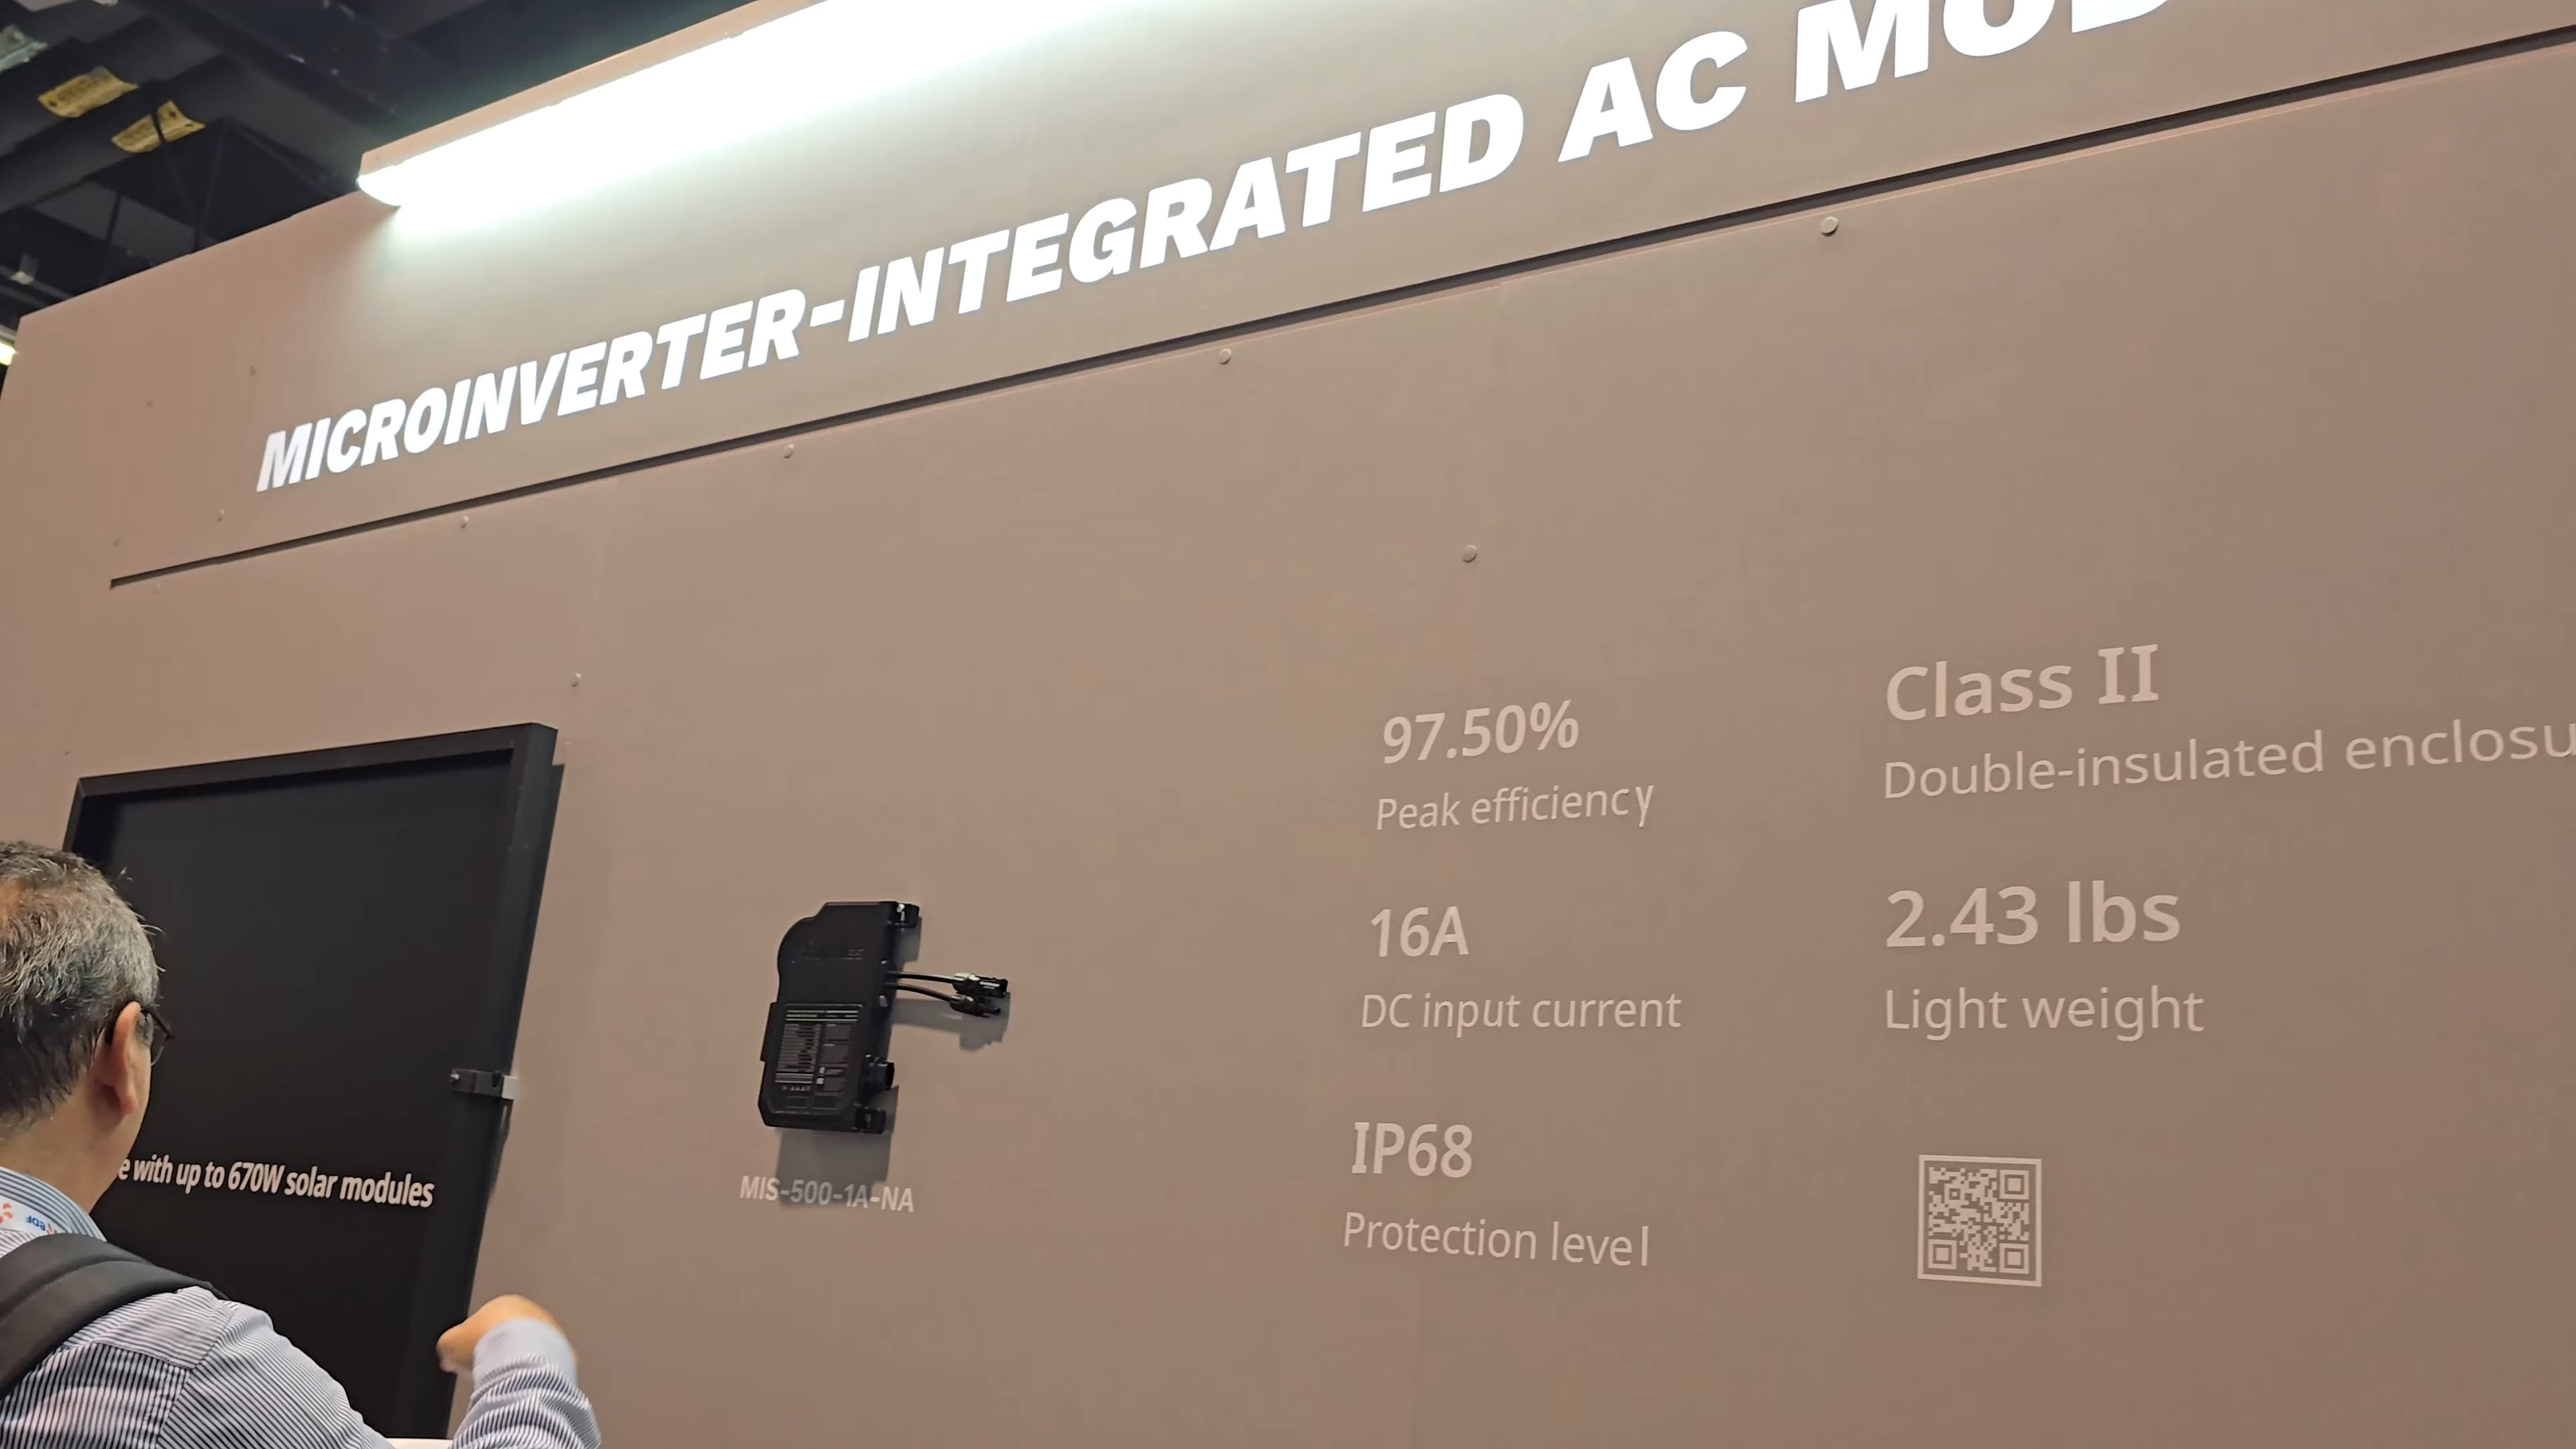 MICROINVERTER-INTEGRATED AC MOD
97.50%
Peak efficiency
Class II
Double-insulated enclosu
16A
DC input current
2.43 lbs
Light weight
IP68
Protection level
e with up to 670W solar modules
MIS-500-1A-NA
eDF